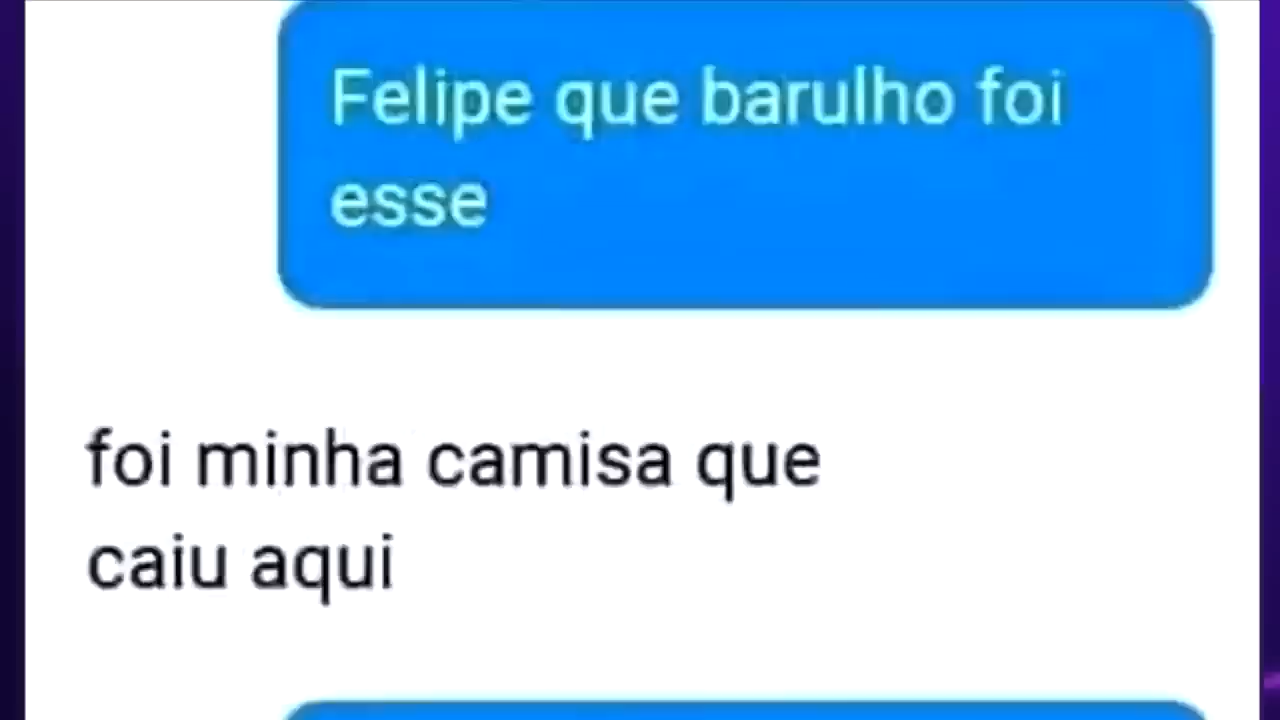 Felipe que barulho foi
esse
foi minha camisa que
caiu aqui